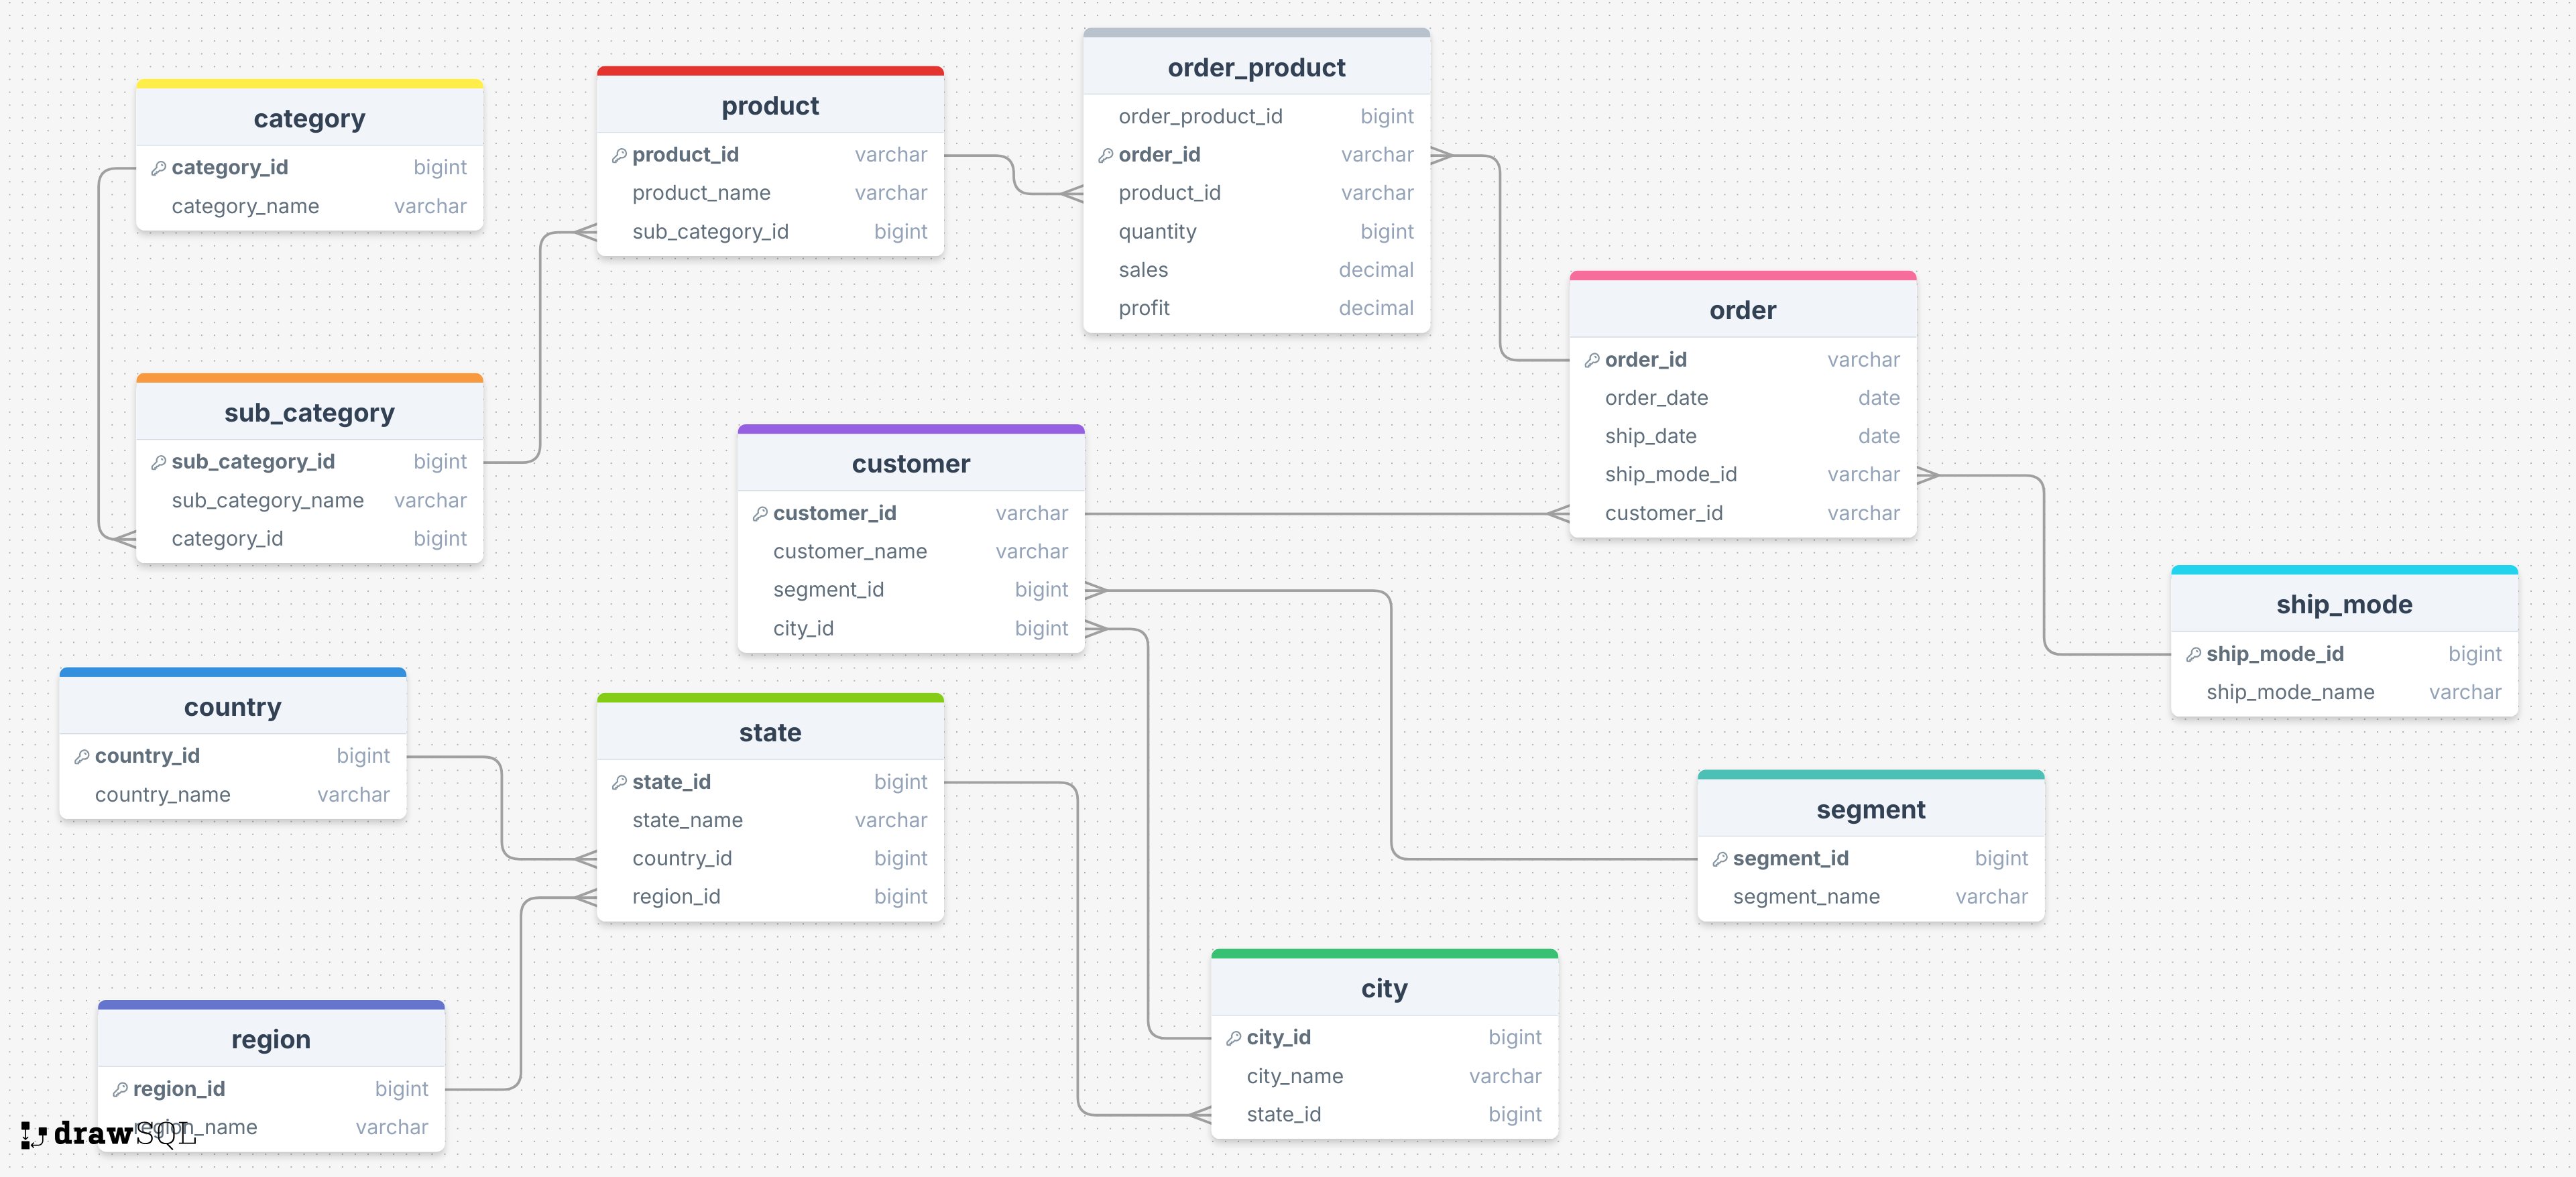 category
category_id bigint
category_name varchar
product
product_id varchar
product_name varchar
sub_category_id bigint
order_product
order_product_id bigint
order_id varchar
product_id varchar
quantity bigint
sales decimal
profit decimal
order
order_id varchar
order_date date
ship_date date
ship_mode_id varchar
customer_id varchar
sub_category
sub_category_id bigint
sub_category_name varchar
category_id bigint
customer
customer_id varchar
customer_name varchar
segment_id bigint
city_id bigint
ship_mode
ship_mode_id bigint
ship_mode_name varchar
country
country_id bigint
country_name varchar
state
state_id bigint
state_name varchar
country_id bigint
region_id bigint
segment
segment_id bigint
segment_name varchar
city
city_id bigint
city_name varchar
state_id bigint
region
region_id bigint
region_name varchar
drawSQL